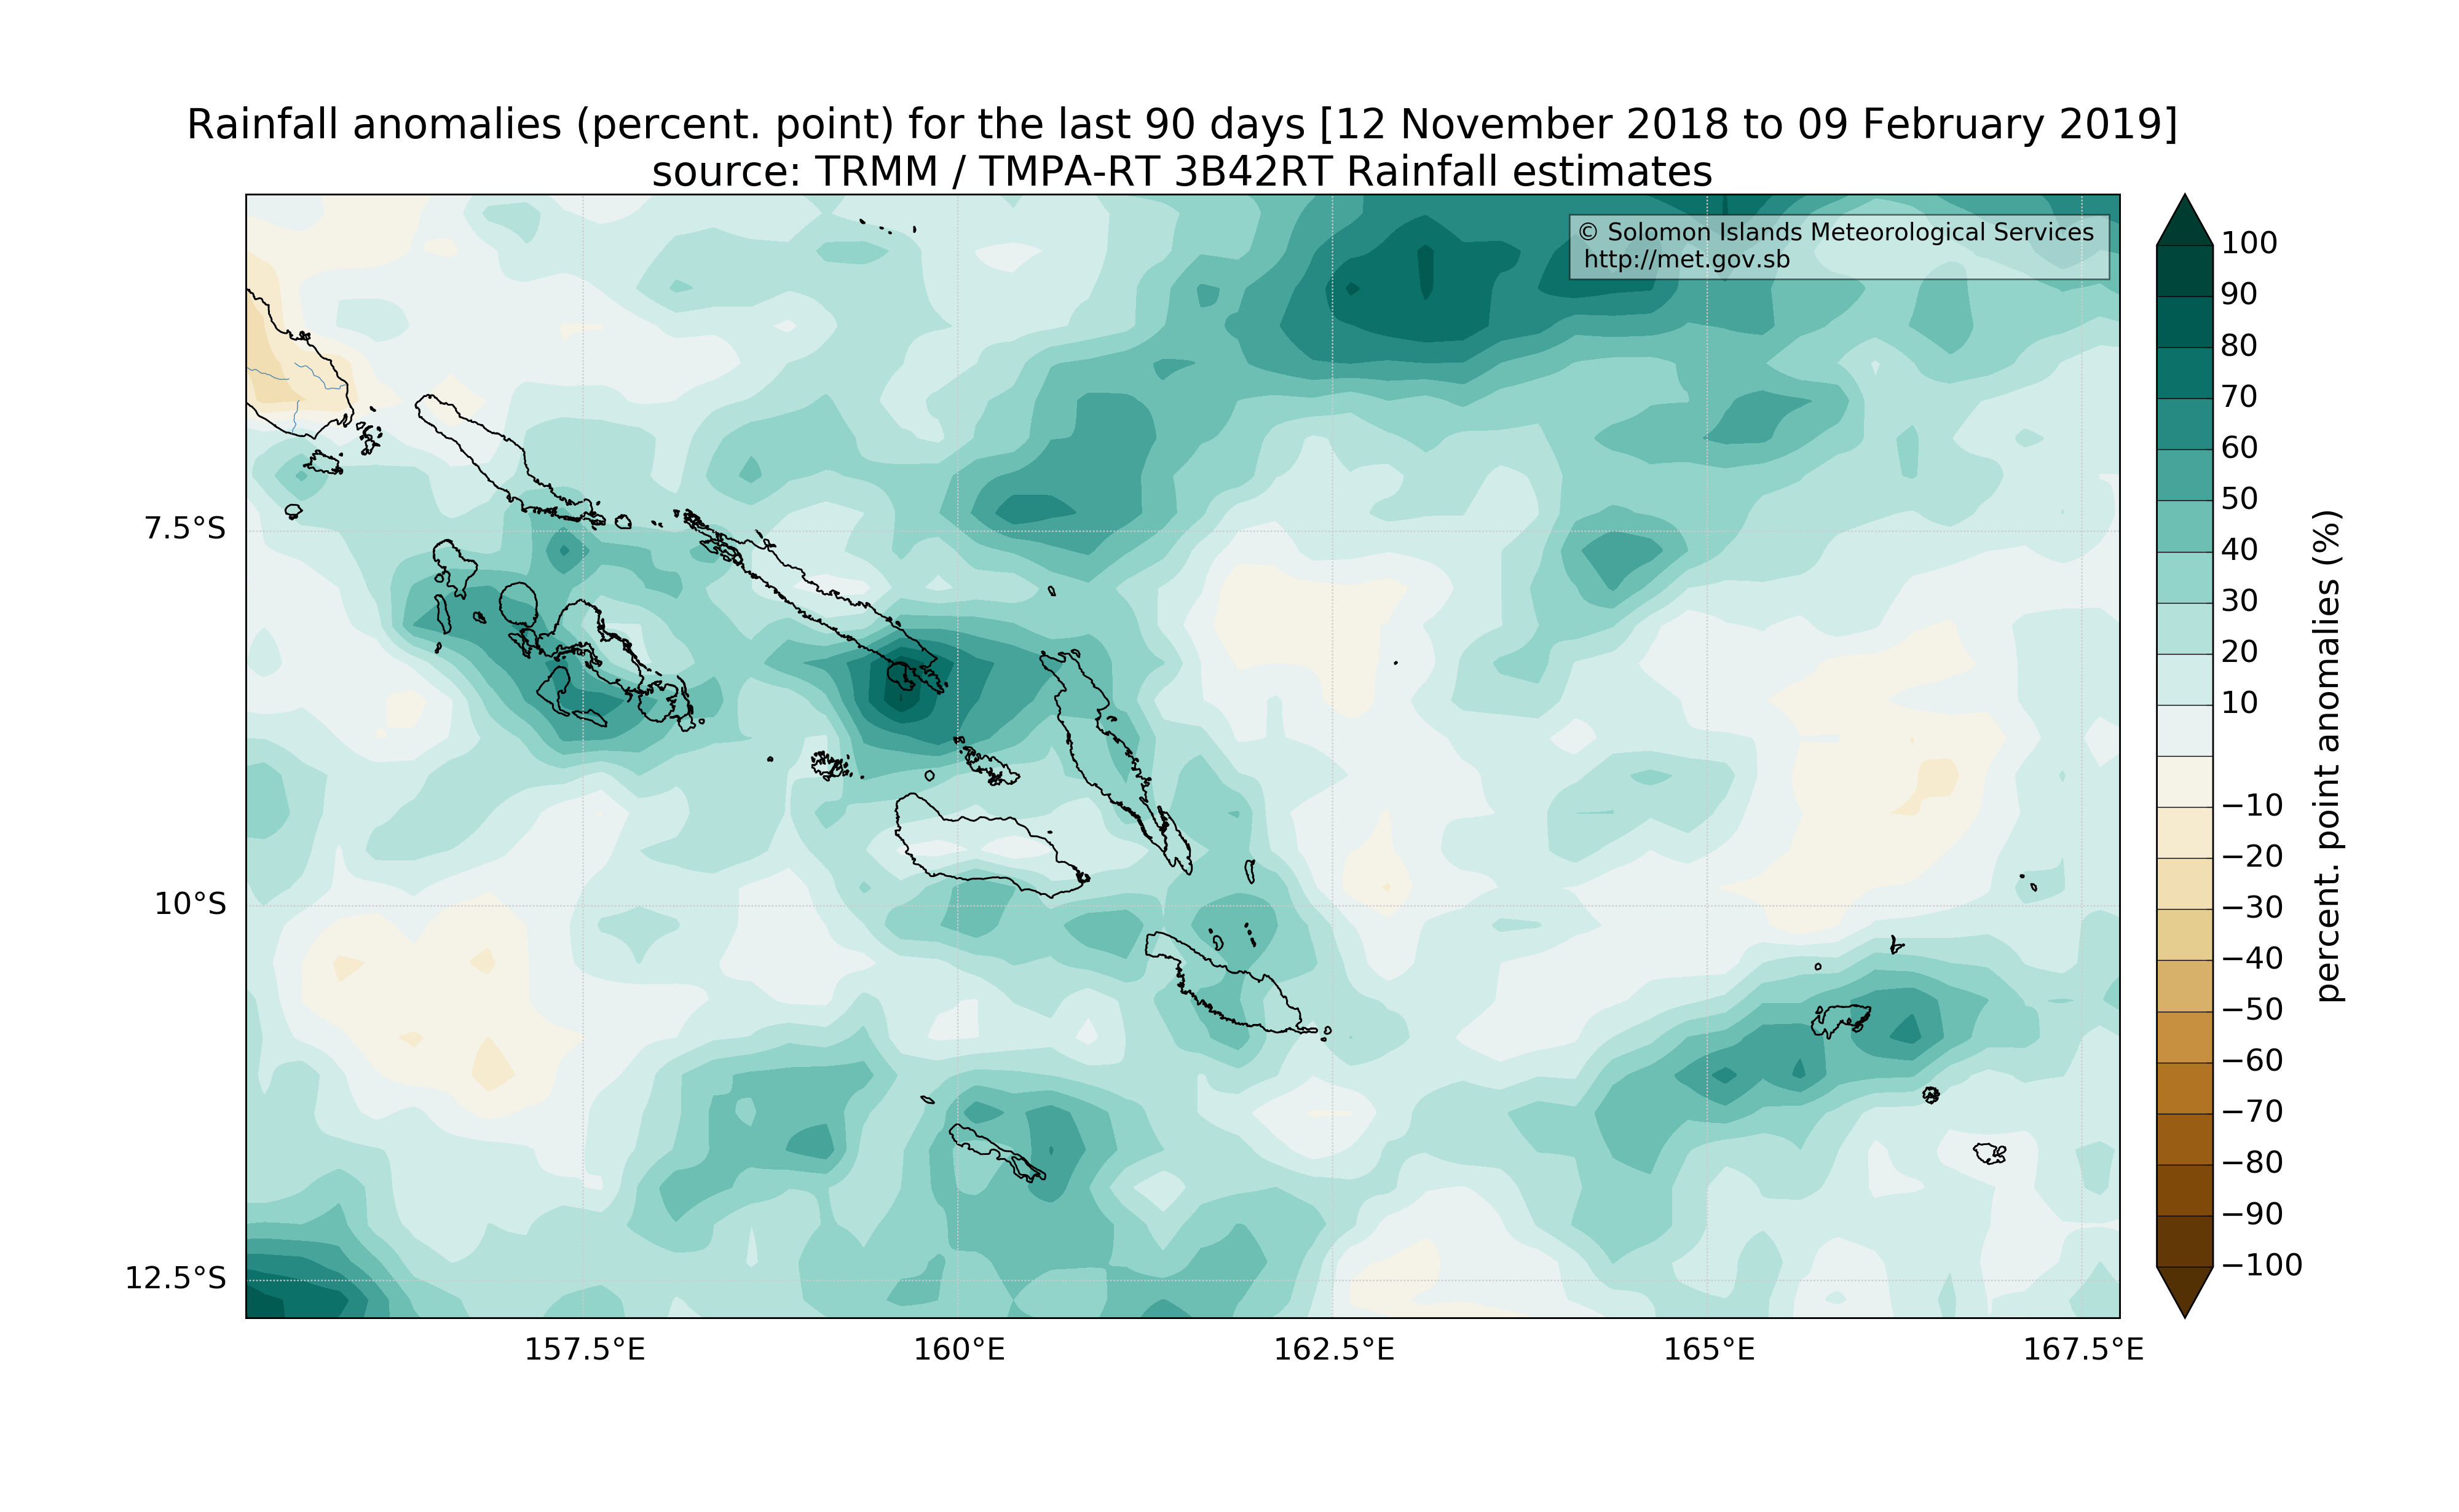 Rainfall anomalies (percent. point) for the last 90 days [12 November 2018 to 09 February 2019]
source: TRMM / TMPA-RT 3B42RT Rainfall estimates
© Solomon Islands Meteorological Services
http://met.gov.sb
7.5°S
10°S
12.5°S
157.5°E
160°E
162.5°E
165°E
167.5°E
100
90
80
70
60
50
40
30
20
10
−10
−20
−30
−40
−50
−60
−70
−80
−90
−100
percent. point anomalies (%)